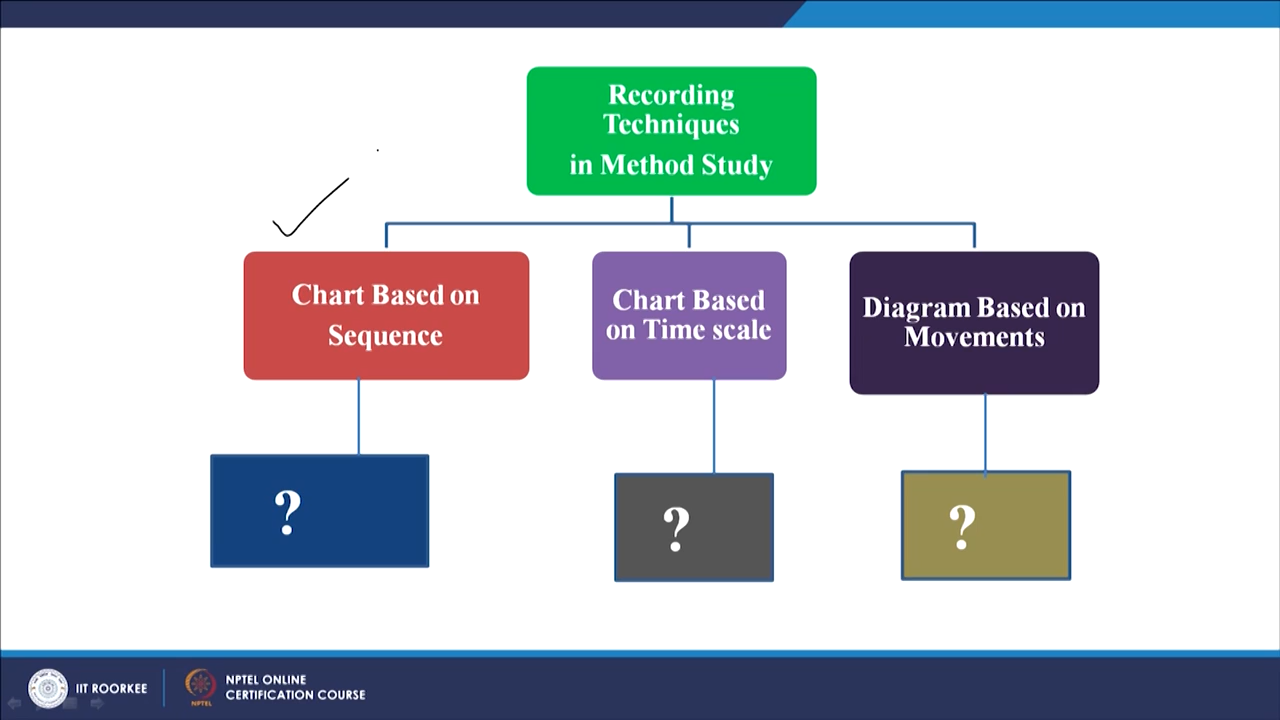 Recording
Techniques
in Method Study
Chart Based on
Sequence
Chart Based
on Time scale
Diagram Based on
Movements
?
?
?
IIT ROORKEE
NPTEL
NPTEL ONLINE
CERTIFICATION COURSE